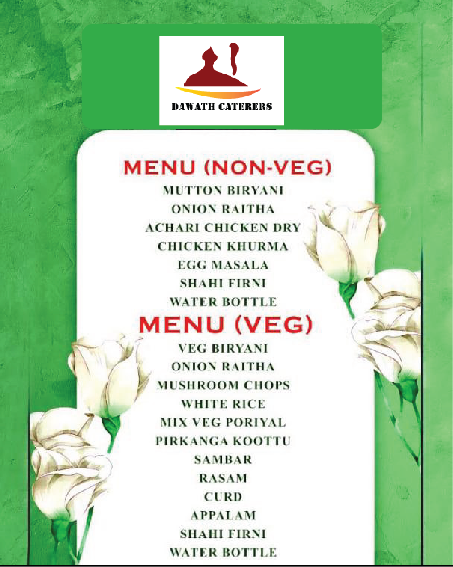 DAWATH CATERERS
MENU (NON-VEG)
MUTTON BIRYANI
ONION RAITHA
ACHARI CHICKEN DRY
CHICKEN KHURMA
EGG MASALA
SHAHI FIRNI
WATER BOTTLE
MENU (VEG)
VEG BIRYANI
ONION RAITHA
MUSHROOM CHOPS
WHITE RICE
MIX VEG PORIYAL
PIRKANGA KOOTTU
SAMBAR
RASAM
CURD
APPALAM
SHAHI FIRNI
WATER BOTTLE